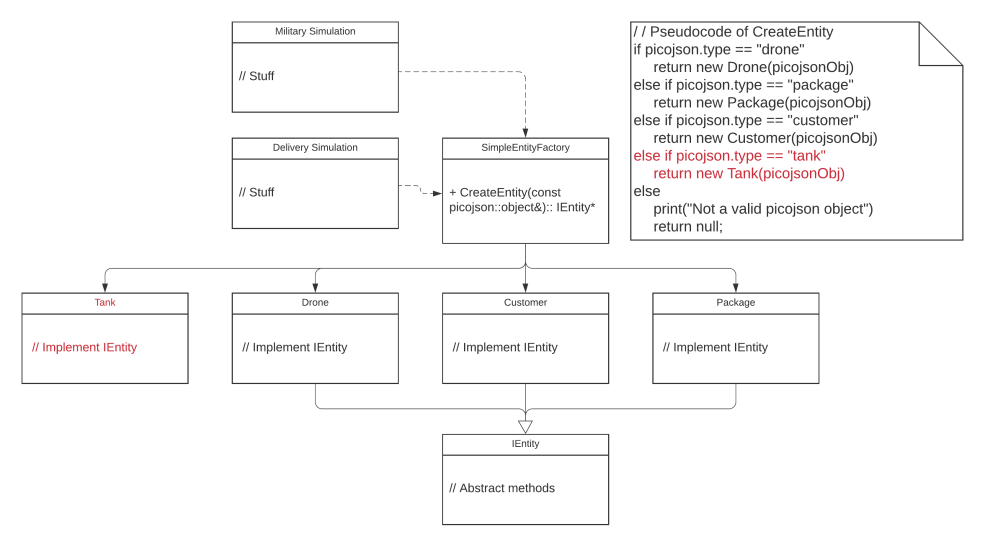 Military Simulation
// Stuff
/ / Pseudocode of CreateEntity
if picojson.type == "drone"
return new Drone(picojsonObj)
else if picojson.type == "package"
return new Package(picojsonObj)
else if picojson.type == "customer"
return new Customer(picojsonObj)
else if picojson.type == "tank"
return new Tank(picojsonObj)
else
print("Not a valid picojson object")
return null;
Delivery Simulation
// Stuff
SimpleEntityFactory
+ CreateEntity(const
picojson::object&):: IEntity*
Tank
// Implement IEntity
Drone
// Implement IEntity
Customer
// Implement IEntity
Package
// Implement IEntity
IEntity
// Abstract methods